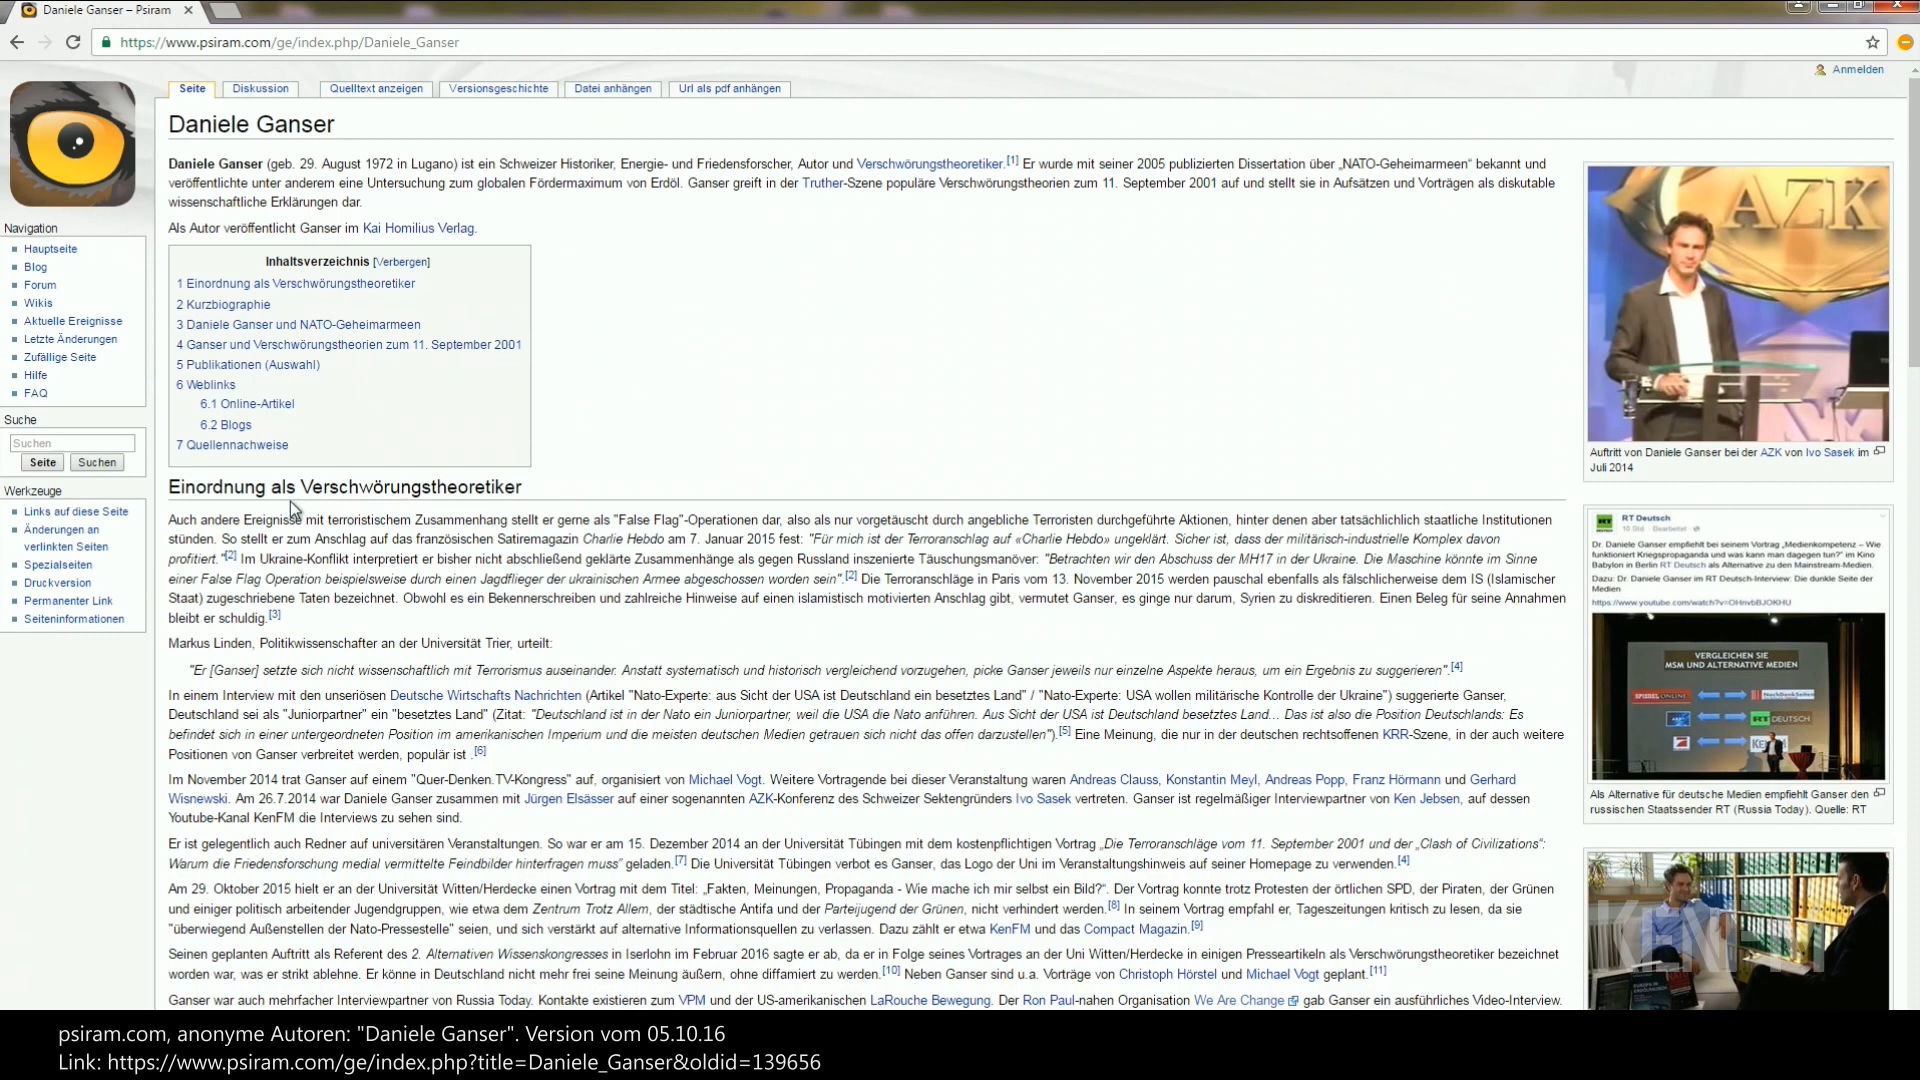 Daniele Ganser – Psiram
https://www.psiram.com/ge/index.php/Daniele_Ganser
Anmelden
Seite
Diskussion
Quelltext anzeigen
Versionsgeschichte
Datei anhängen
Url als pdf anhängen
Navigation
Hauptseite
Blog
Forum
Wikis
Aktuelle Ereignisse
Letzte Änderungen
Zufällige Seite
Hilfe
FAQ
Suche
Suchen
Seite
Suchen
Werkzeuge
Links auf diese Seite
Änderungen an
verlinkten Seiten
Spezialseiten
Druckversion
Permanenter Link
Seiteninformationen
Daniele Ganser
Daniele Ganser (geb. 29. August 1972 in Lugano) ist ein Schweizer Historiker, Energie- und Friedensforscher, Autor und Verschwörungstheoretiker.[1] Er wurde mit seiner 2005 publizierten Dissertation über „NATO-Geheimarmeen“ bekannt und
veröffentlichte unter anderem eine Untersuchung zum globalen Fördermaximum von Erdöl. Ganser greift in der Truther-Szene populäre Verschwörungstheorien zum 11. September 2001 auf und stellt sie in Aufsätzen und Vorträgen als diskutable
wissenschaftliche Erklärungen dar.
Als Autor veröffentlicht Ganser im Kai Homilius Verlag.
Inhaltsverzeichnis [Verbergen]
1 Einordnung als Verschwörungstheoretiker
2 Kurzbiographie
3 Daniele Ganser und NATO-Geheimarmeen
4 Ganser und Verschwörungstheorien zum 11. September 2001
5 Publikationen (Auswahl)
6 Weblinks
6.1 Online-Artikel
6.2 Blogs
7 Quellennachweise
Einordnung als Verschwörungstheoretiker
Auch andere Ereignisse mit terroristischem Zusammenhang stellt er gerne als "False Flag"-Operationen dar, also als nur vorgetäuscht durch angebliche Terroristen durchgeführte Aktionen, hinter denen aber tatsächlichlich staatliche Institutionen
stünden. So stellt er zum Anschlag auf das französischen Satiremagazin Charlie Hebdo am 7. Januar 2015 fest: "Für mich ist der Terroranschlag auf «Charlie Hebdo» ungeklärt. Sicher ist, dass der militärisch-industrielle Komplex davon
profitiert."[2] Im Ukraine-Konflikt interpretiert er bisher nicht abschließend geklärte Zusammenhänge als gegen Russland inszenierte Täuschungsmanöver: "Betrachten wir den Abschuss der MH17 in der Ukraine. Die Maschine könnte im Sinne
einer False Flag Operation beispielsweise durch einen Jagdflieger der ukrainischen Armee abgeschossen worden sein".[2] Die Terroranschläge in Paris vom 13. November 2015 werden pauschal ebenfalls als fälschlicherweise dem IS (Islamischer
Staat) zugeschriebene Taten bezeichnet. Obwohl es ein Bekennerschreiben und zahlreiche Hinweise auf einen islamistisch motivierten Anschlag gibt, vermutet Ganser, es ginge nur darum, Syrien zu diskreditieren. Einen Beleg für seine Annahmen
bleibt er schuldig.[3]
Markus Linden, Politikwissenschafter an der Universität Trier, urteilt:
"Er [Ganser] setzte sich nicht wissenschaftlich mit Terrorismus auseinander. Anstatt systematisch und historisch vergleichend vorzugehen, picke Ganser jeweils nur einzelne Aspekte heraus, um ein Ergebnis zu suggerieren".[4]
In einem Interview mit den unseriösen Deutsche Wirtschafts Nachrichten (Artikel "Nato-Experte: aus Sicht der USA ist Deutschland ein besetztes Land" / "Nato-Experte: USA wollen militärische Kontrolle der Ukraine") suggerierte Ganser,
Deutschland sei als "Juniorpartner" ein "besetztes Land" (Zitat: "Deutschland ist in der Nato ein Juniorpartner, weil die USA die Nato anführen. Aus Sicht der USA ist Deutschland besetztes Land... Das ist also die Position Deutschlands: Es
befindet sich in einer untergeordneten Position im amerikanischen Imperium und die meisten deutschen Medien getrauen sich nicht das offen darzustellen").[5] Eine Meinung, die nur in der deutschen rechtsoffenen KRR-Szene, in der auch weitere
Positionen von Ganser verbreitet werden, populär ist .[6]
Im November 2014 trat Ganser auf einem "Quer-Denken.TV-Kongress" auf, organisiert von Michael Vogt. Weitere Vortragende bei dieser Veranstaltung waren Andreas Clauss, Konstantin Meyl, Andreas Popp, Franz Hörmann und Gerhard
Wisnewski. Am 26.7.2014 war Daniele Ganser zusammen mit Jürgen Elsässer auf einer sogenannten AZK-Konferenz des Schweizer Sektengründers Ivo Sasek vertreten. Ganser ist regelmäßiger Interviewpartner von Ken Jebsen, auf dessen
Youtube-Kanal KenFM die Interviews zu sehen sind.
Er ist gelegentlich auch Redner auf universitären Veranstaltungen. So war er am 15. Dezember 2014 an der Universität Tübingen mit dem kostenpflichtigen Vortrag „Die Terroranschläge vom 11. September 2001 und der „Clash of Civilizations“:
Warum die Friedensforschung medial vermittelte Feindbilder hinterfragen muss“ geladen.[7] Die Universität Tübingen verbot es Ganser, das Logo der Uni im Veranstaltungshinweis auf seiner Homepage zu verwenden.[4]
Am 29. Oktober 2015 hielt er an der Universität Witten/Herdecke einen Vortrag mit dem Titel: „Fakten, Meinungen, Propaganda - Wie mache ich mir selbst ein Bild?“. Der Vortrag konnte trotz Protesten der örtlichen SPD, der Piraten, der Grünen
und einiger politisch arbeitender Jugendgruppen, wie etwa dem Zentrum Trotz Allem, der städtische Antifa und der Parteijugend der Grünen, nicht verhindert werden.[8] In seinem Vortrag empfahl er, Tageszeitungen kritisch zu lesen, da sie
"überwiegend Außenstellen der Nato-Pressestelle" seien, und sich verstärkt auf alternative Informationsquellen zu verlassen. Dazu zählt er etwa KenFM und das Compact Magazin.[9]
Seinen geplanten Auftritt als Referent des 2. Alternativen Wissenskongresses in Iserlohn im Februar 2016 sagte er ab, da er in Folge seines Vortrages an der Uni Witten/Herdecke in einigen Presseartikeln als Verschwörungstheoretiker bezeichnet
worden war, was er strikt ablehne. Er könne in Deutschland nicht mehr frei seine Meinung äußern, ohne diffamiert zu werden.[10] Neben Ganser sind u.a. Vorträge von Christoph Hörstel und Michael Vogt geplant.[11]
Ganser war auch mehrfacher Interviewpartner von Russia Today. Kontakte existieren zum VPM und der US-amerikanischen LaRouche Bewegung. Der Ron Paul-nahen Organisation We Are Change gab Ganser ein ausführliches Video-Interview.
AZK
Auftritt von Daniele Ganser bei der AZK von Ivo Sasek im
Juli 2014
RT Deutsch
Dr. Daniele Ganser empfiehlt bei seinem Vortrag „Medienkompetenz – Wie
funktioniert Kriegspropaganda und was kann man dagegen tun?“ im Kino
Babylon in Berlin RT Deutsch als Alternative zu den Mainstream-Medien.
Dazu: Dr. Daniele Ganser im RT Deutsch-Interview: Die dunkle Seite der
Medien
VERGLEICHEN SIE
MSM UND ALTERNATIVE MEDIEN
SPIEGEL ONLINE
NachDenkSeiten
RT DEUTSCH
KENFM
Als Alternative für deutsche Medien empfiehlt Ganser den
russischen Staatssender RT (Russia Today). Quelle: RT
KENFM
psiram.com, anonyme Autoren: "Daniele Ganser". Version vom 05.10.16
Link: https://www.psiram.com/ge/index.php?title=Daniele_Ganser&oldid=139656